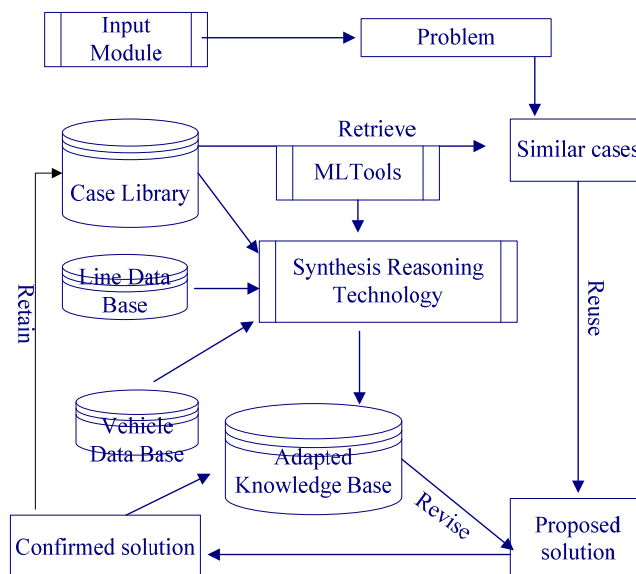 Input
Module
Problem
Retrieve
Similar cases
Case Library
MLTools
Line Data
Base
Synthesis Reasoning
Technology
Retain
Reuse
Vehicle
Data Base
Adapted
Knowledge Base
Revise
Confirmed solution
Proposed
solution